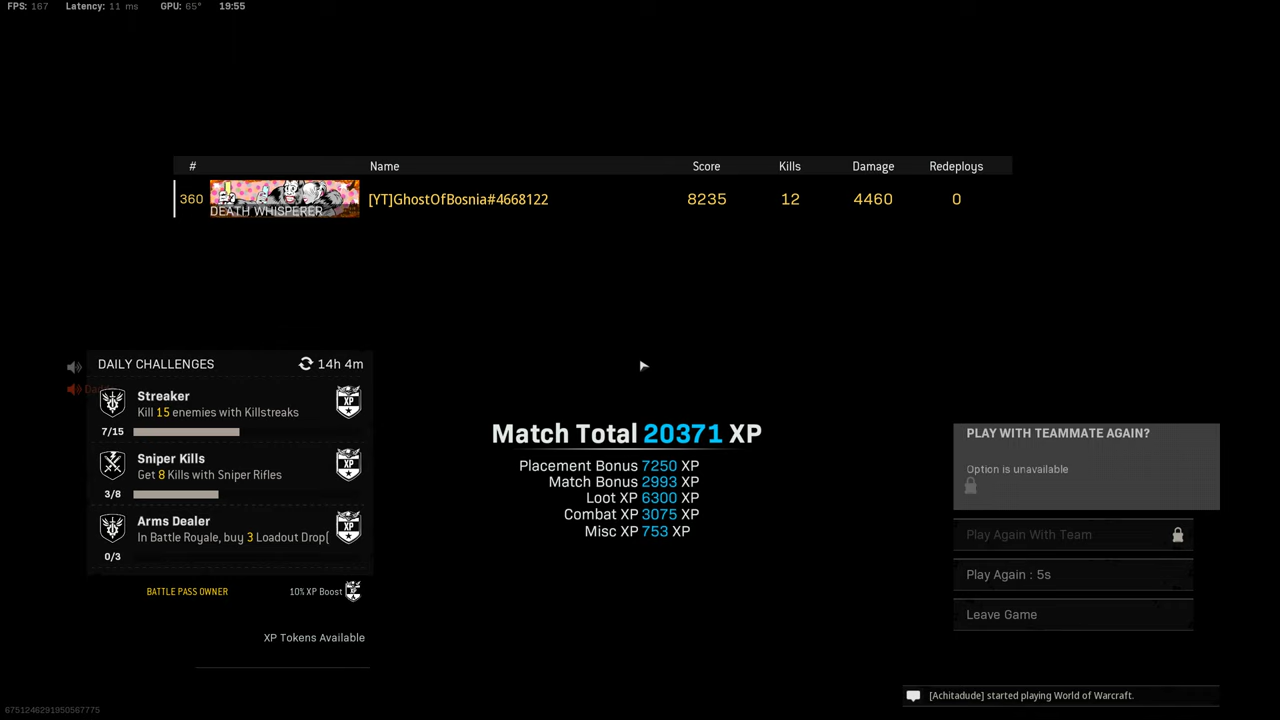 FPS: 167 Latency: 11 ms GPU: 65° 19:55
# Name Score Kills Damage Redeploys
360 DEATH WHISPERER [YT]GhostOfBosnia#4668122 8235 12 4460 0
DAILY CHALLENGES 14h 4m
Streaker
Kill 15 enemies with Killstreaks
XP
7/15
Sniper Kills
Get 8 Kills with Sniper Rifles
XP
3/8
Arms Dealer
In Battle Royale, buy 3 Loadout Drop(
XP
0/3
BATTLE PASS OWNER 10% XP Boost XP
XP Tokens Available
Match Total 20371 XP
Placement Bonus 7250 XP
Match Bonus 2993 XP
Loot XP 6300 XP
Combat XP 3075 XP
Misc XP 753 XP
PLAY WITH TEAMMATE AGAIN?
Option is unavailable
Play Again With Team
Play Again : 5s
Leave Game
[Achitadude] started playing World of Warcraft.
6751246291950567775